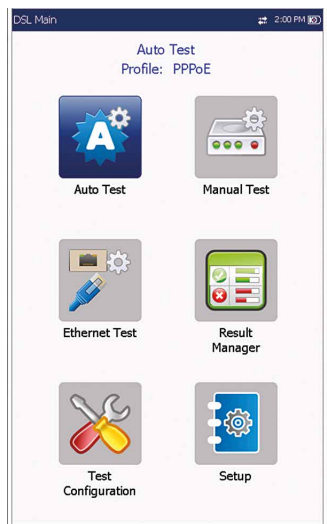 DSL Main
2:00 PM
Auto Test
Profile: PPPoE
A
Auto Test
Manual Test
Ethernet Test
Result
Manager
Test
Configuration
Setup